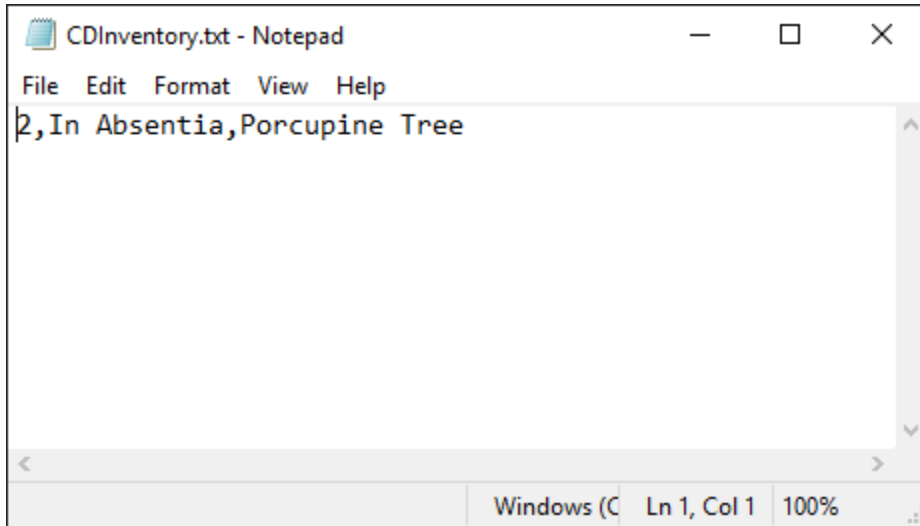 CDInventory.txt - Notepad
File Edit Format View Help
2,In Absentia,Porcupine Tree
Windows (C Ln 1, Col 1 100%